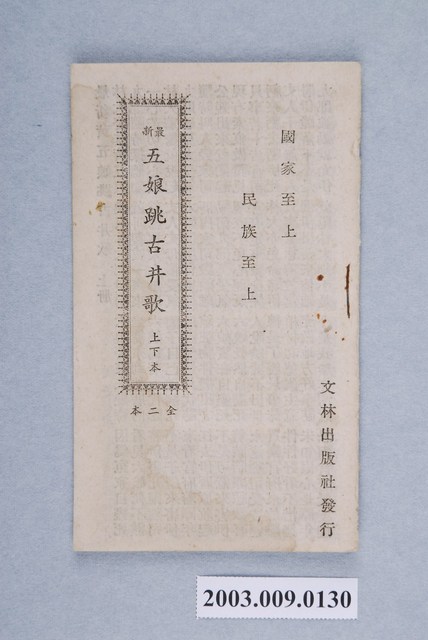 國家至上
民族至上
最新
五娘跳古井歌
上下本
全二本
文林出版社發行
2003.009.0130